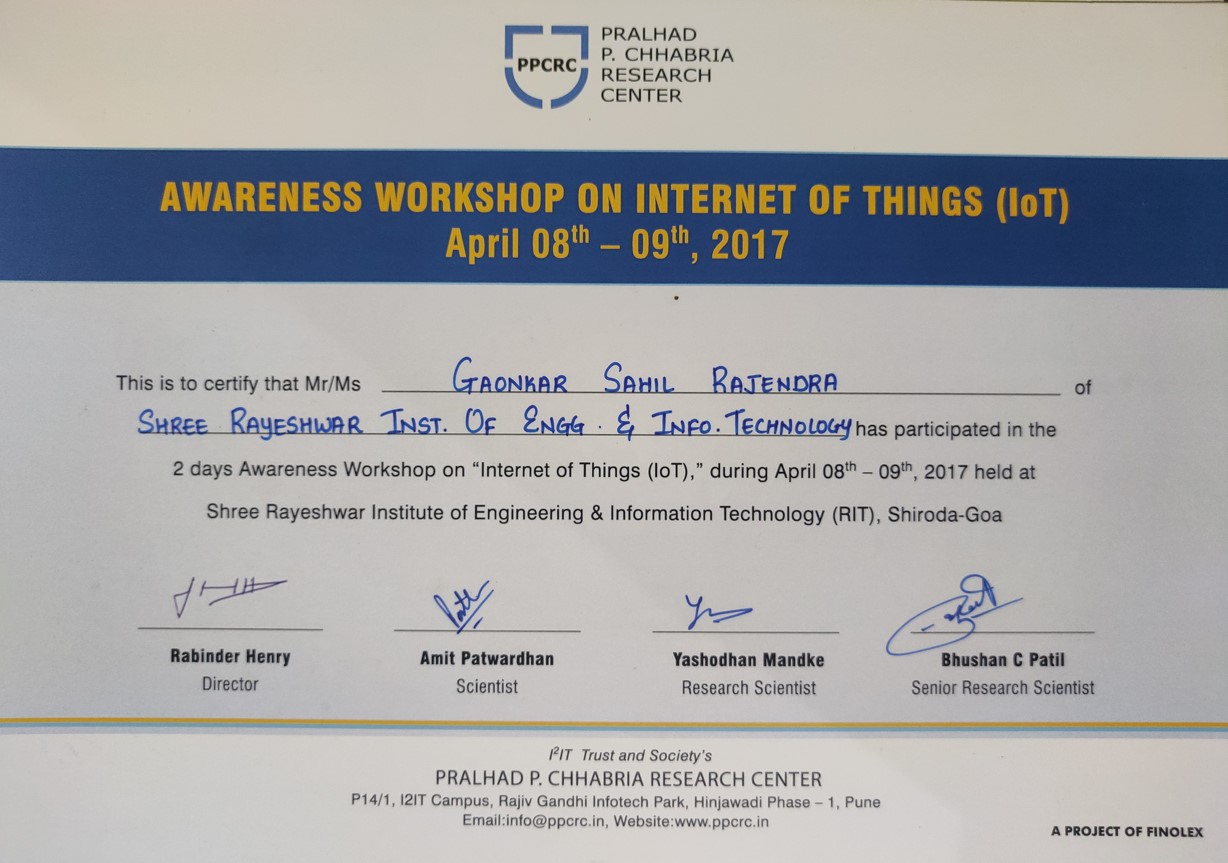 PPCRC
PRALHAD
P. CHHABRIA
RESEARCH
CENTER
AWARENESS WORKSHOP ON INTERNET OF THINGS (IoT)
April 08th – 09th, 2017
This is to certify that Mr/Ms GAONKAR SAHIL RAJENDRA of
SHREE RAYESHWAR INST. OF ENGG. & INFO. TECHNOLOGY has participated in the
2 days Awareness Workshop on “Internet of Things (IoT),” during April 08th – 09th, 2017 held at
Shree Rayeshwar Institute of Engineering & Information Technology (RIT), Shiroda-Goa
Rabinder Henry
Director
Amit Patwardhan
Scientist
Yashodhan Mandke
Research Scientist
Bhushan C Patil
Senior Research Scientist
I²IT Trust and Society's
PRALHAD P. CHHABRIA RESEARCH CENTER
P14/1, I2IT Campus, Rajiv Gandhi Infotech Park, Hinjawadi Phase – 1, Pune
Email:info@ppcrc.in, Website:www.ppcrc.in
A PROJECT OF FINOLEX